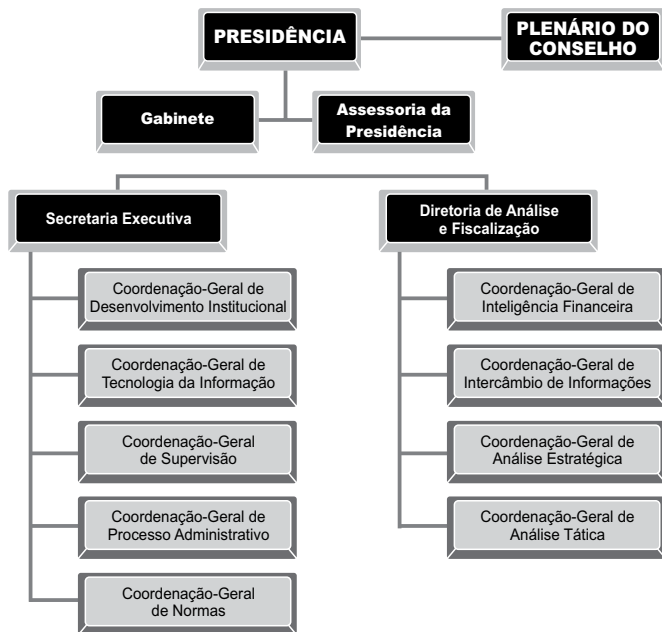 PRESIDÊNCIA
PLENÁRIO DO
CONSELHO
Gabinete
Assessoria da
Presidência
Secretaria Executiva
Diretoria de Análise
e Fiscalização
Coordenação-Geral de
Desenvolvimento Institucional
Coordenação-Geral de
Tecnologia da Informação
Coordenação-Geral
de Supervisão
Coordenação-Geral de
Processo Administrativo
Coordenação-Geral
de Normas
Coordenação-Geral de
Inteligência Financeira
Coordenação-Geral de
Intercâmbio de Informações
Coordenação-Geral de
Análise Estratégica
Coordenação-Geral de
Análise Tática